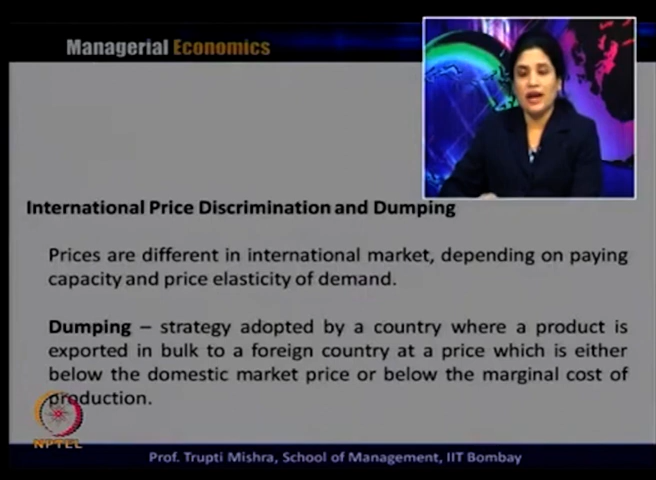 Managerial Economics
International Price Discrimination and Dumping
Prices are different in international market, depending on paying
capacity and price elasticity of demand.
Dumping – strategy adopted by a country where a product is
exported in bulk to a foreign country at a price which is either
below the domestic market price or below the marginal cost of
production.
NPTEL
Prof. Trupti Mishra, School of Management, IIT Bombay